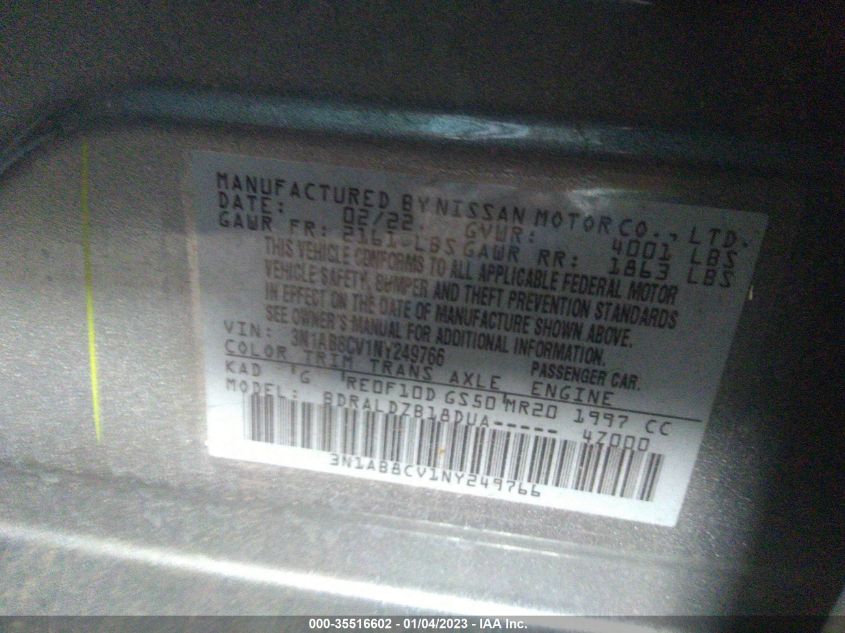 MANUFACTURED BY NISSAN MOTOR CO., LTD.
DATE: 02/22 GVWR: 4001 LBS
GAWR FR: 2161 LBS GAWR RR: 1863 LBS
THIS VEHICLE CONFORMS TO ALL APPLICABLE FEDERAL MOTOR
VEHICLE SAFETY, BUMPER AND THEFT PREVENTION STANDARDS
IN EFFECT ON THE DATE OF MANUFACTURE SHOWN ABOVE.
SEE OWNER'S MANUAL FOR ADDITIONAL INFORMATION.
VIN: 3N1AB8CV1NY249766 PASSENGER CAR.
COLOR TRIM TRANS AXLE ENGINE
KAD G RE0F10D GS50 MR20 1997 CC
MODEL: BDRALDZB18DUA----- 4Z000
3N1AB8CV1NY249766
000-35516602 - 01/04/2023 - IAA Inc.